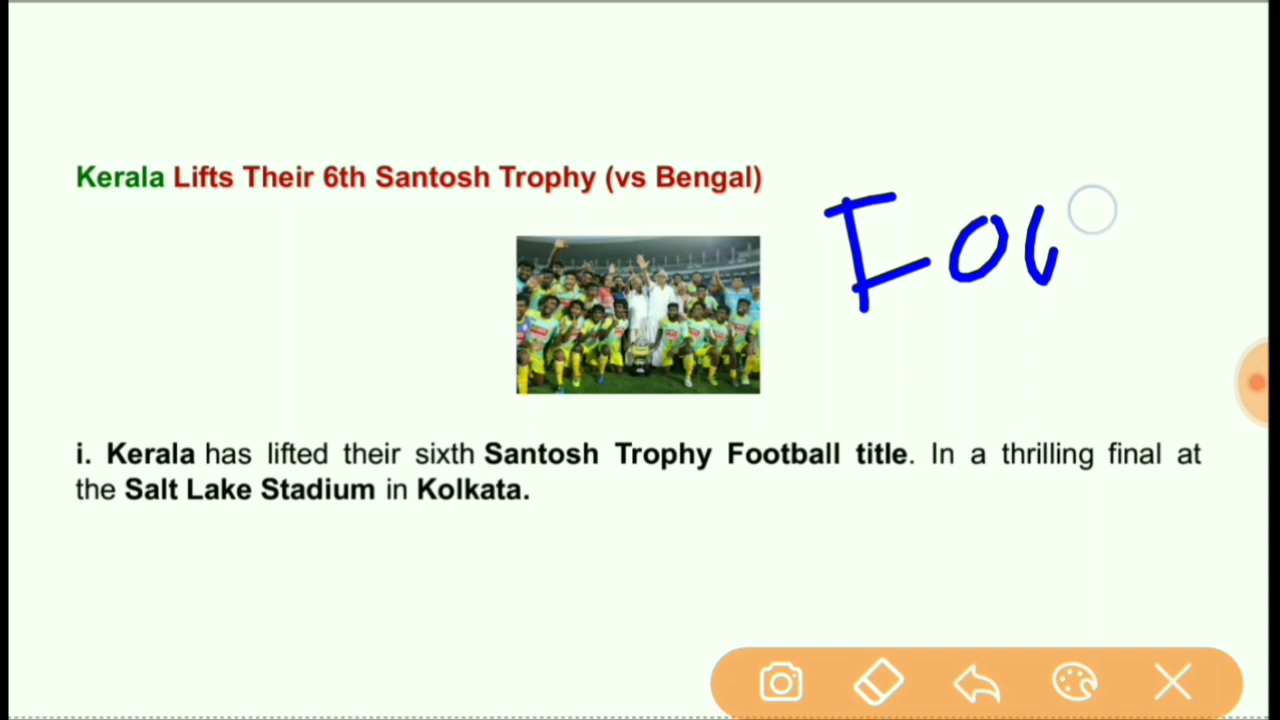 Kerala Lifts Their 6th Santosh Trophy (vs Bengal)
i. Kerala has lifted their sixth Santosh Trophy Football title. In a thrilling final at
the Salt Lake Stadium in Kolkata.